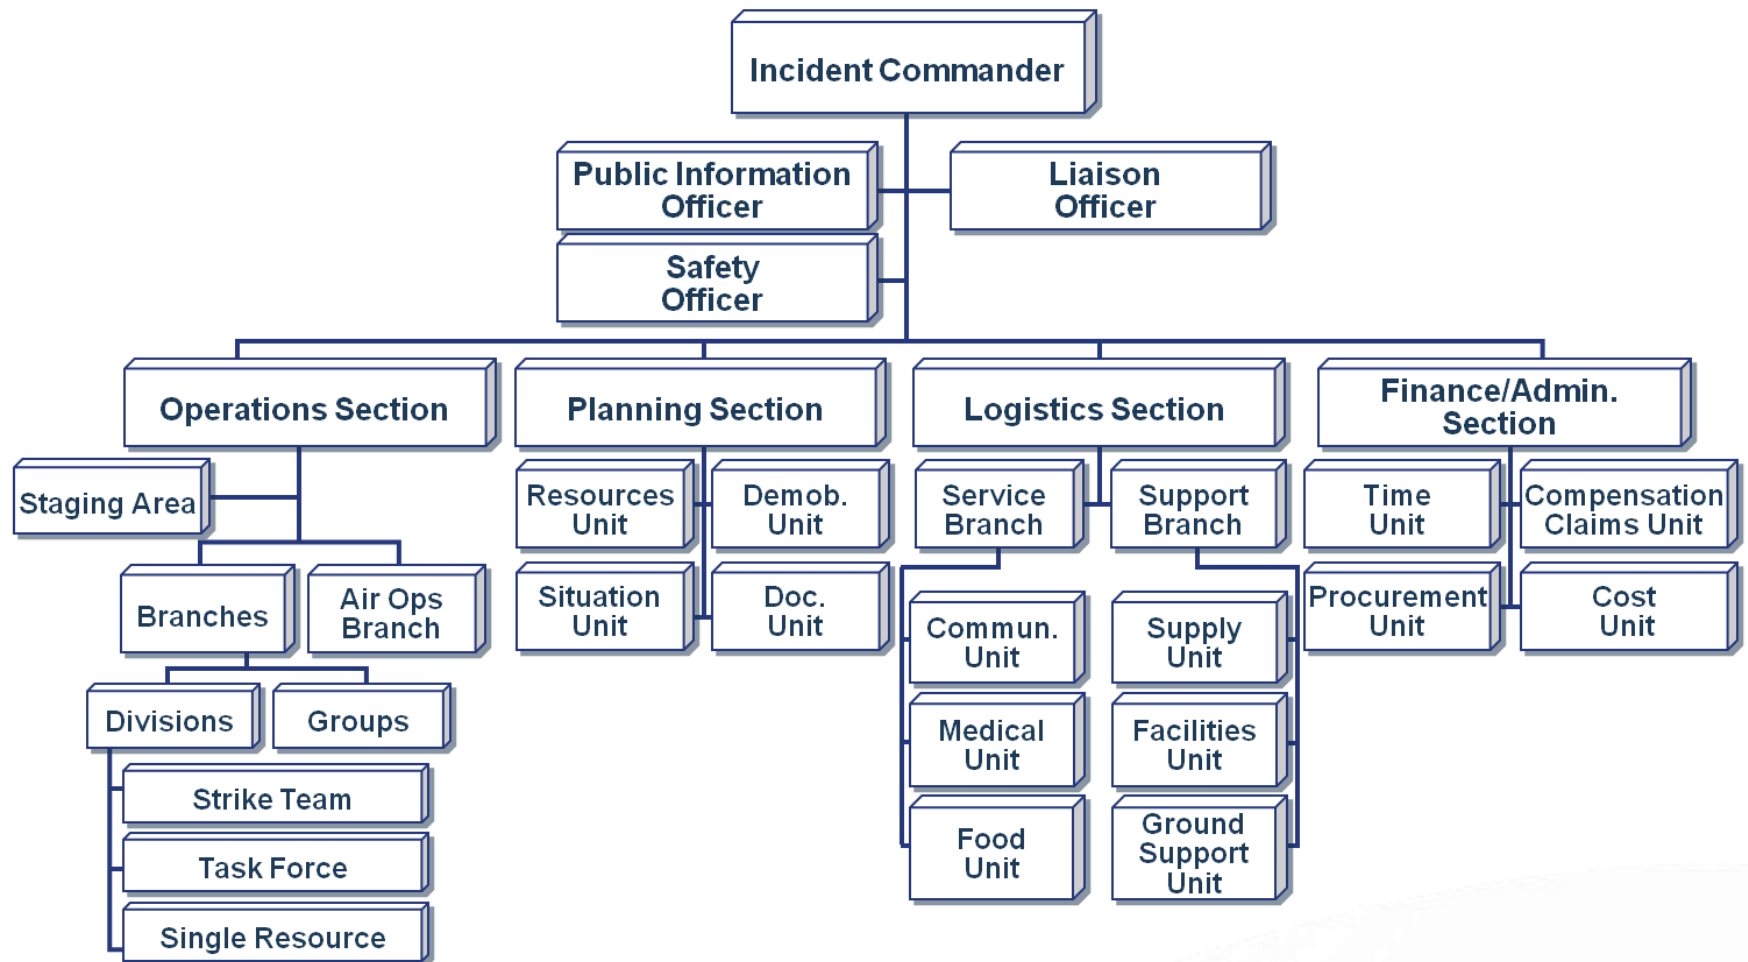 Incident Commander
Public Information
Officer
Liaison
Officer
Safety
Officer
Operations Section
Planning Section
Logistics Section
Finance/Admin.
Section
Staging Area
Resources
Unit
Demob.
Unit
Service
Branch
Support
Branch
Time
Unit
Compensation
Claims Unit
Branches
Air Ops
Branch
Situation
Unit
Doc.
Unit
Commun.
Unit
Supply
Unit
Procurement
Unit
Cost
Unit
Divisions
Groups
Medical
Unit
Facilities
Unit
Strike Team
Task Force
Single Resource
Food
Unit
Ground
Support
Unit